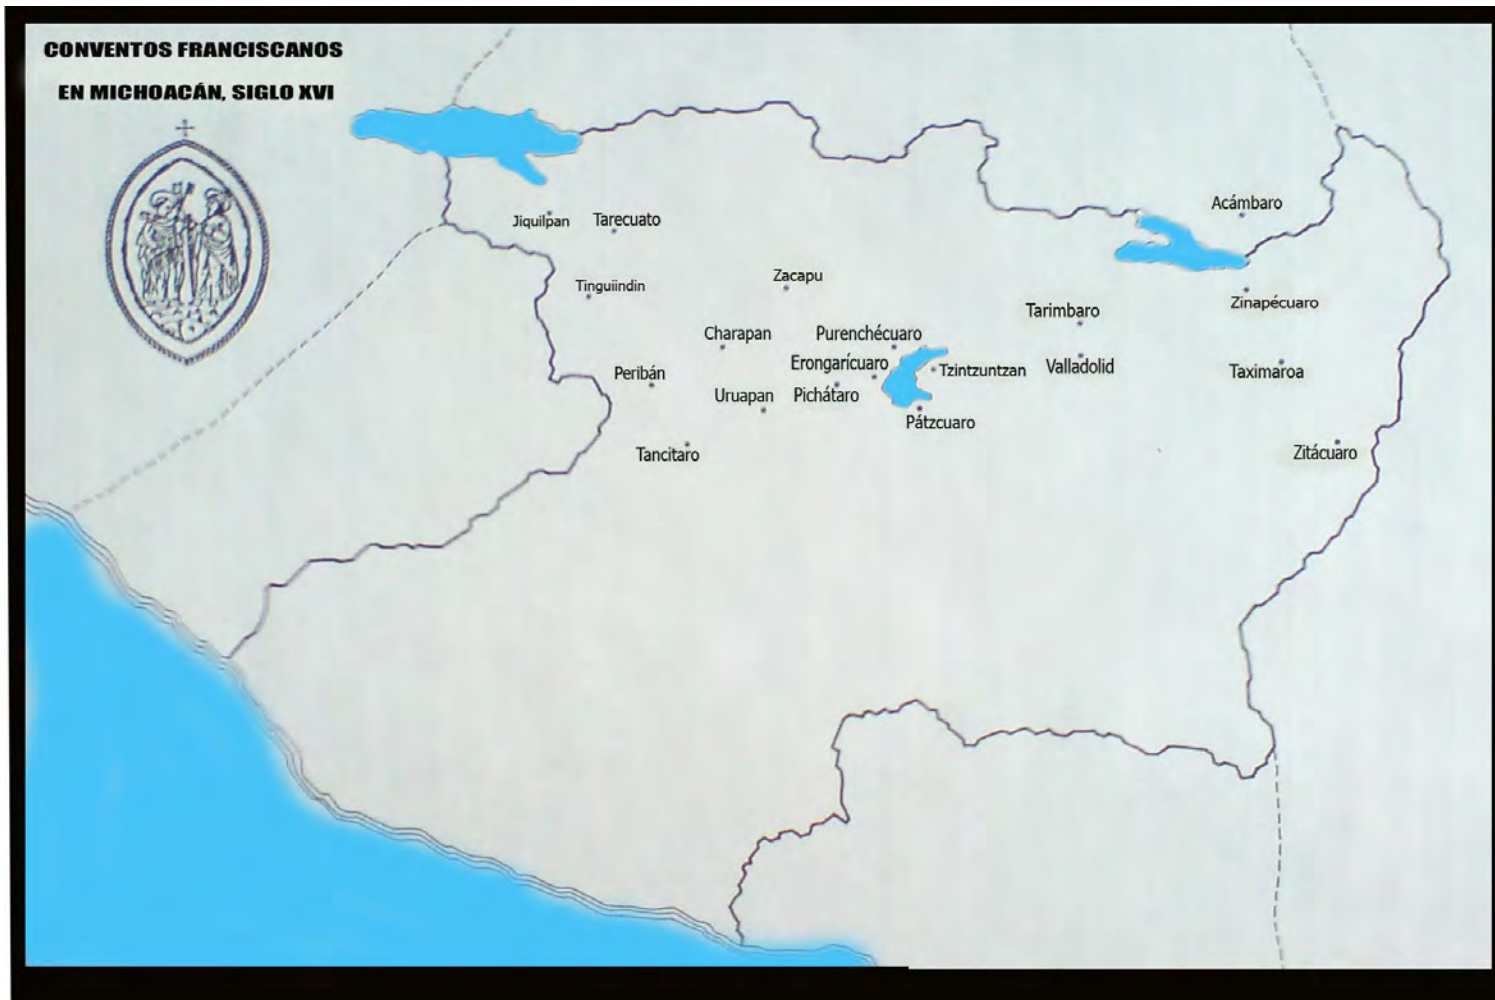 CONVENTOS FRANCISCANOS
EN MICHOACÁN, SIGLO XVI
Acámbaro
Jiquilpan
Tarecuato
Zacapu
Tinguiindin
Zinapécuaro
Tarimbaro
Charapan
Purenchécuaro
Erongarícuaro
Valladolid
Tzintzuntzan
Taximaroa
Peribán
Uruapan
Pichátaro
Pátzcuaro
Zitácuaro
Tancitaro